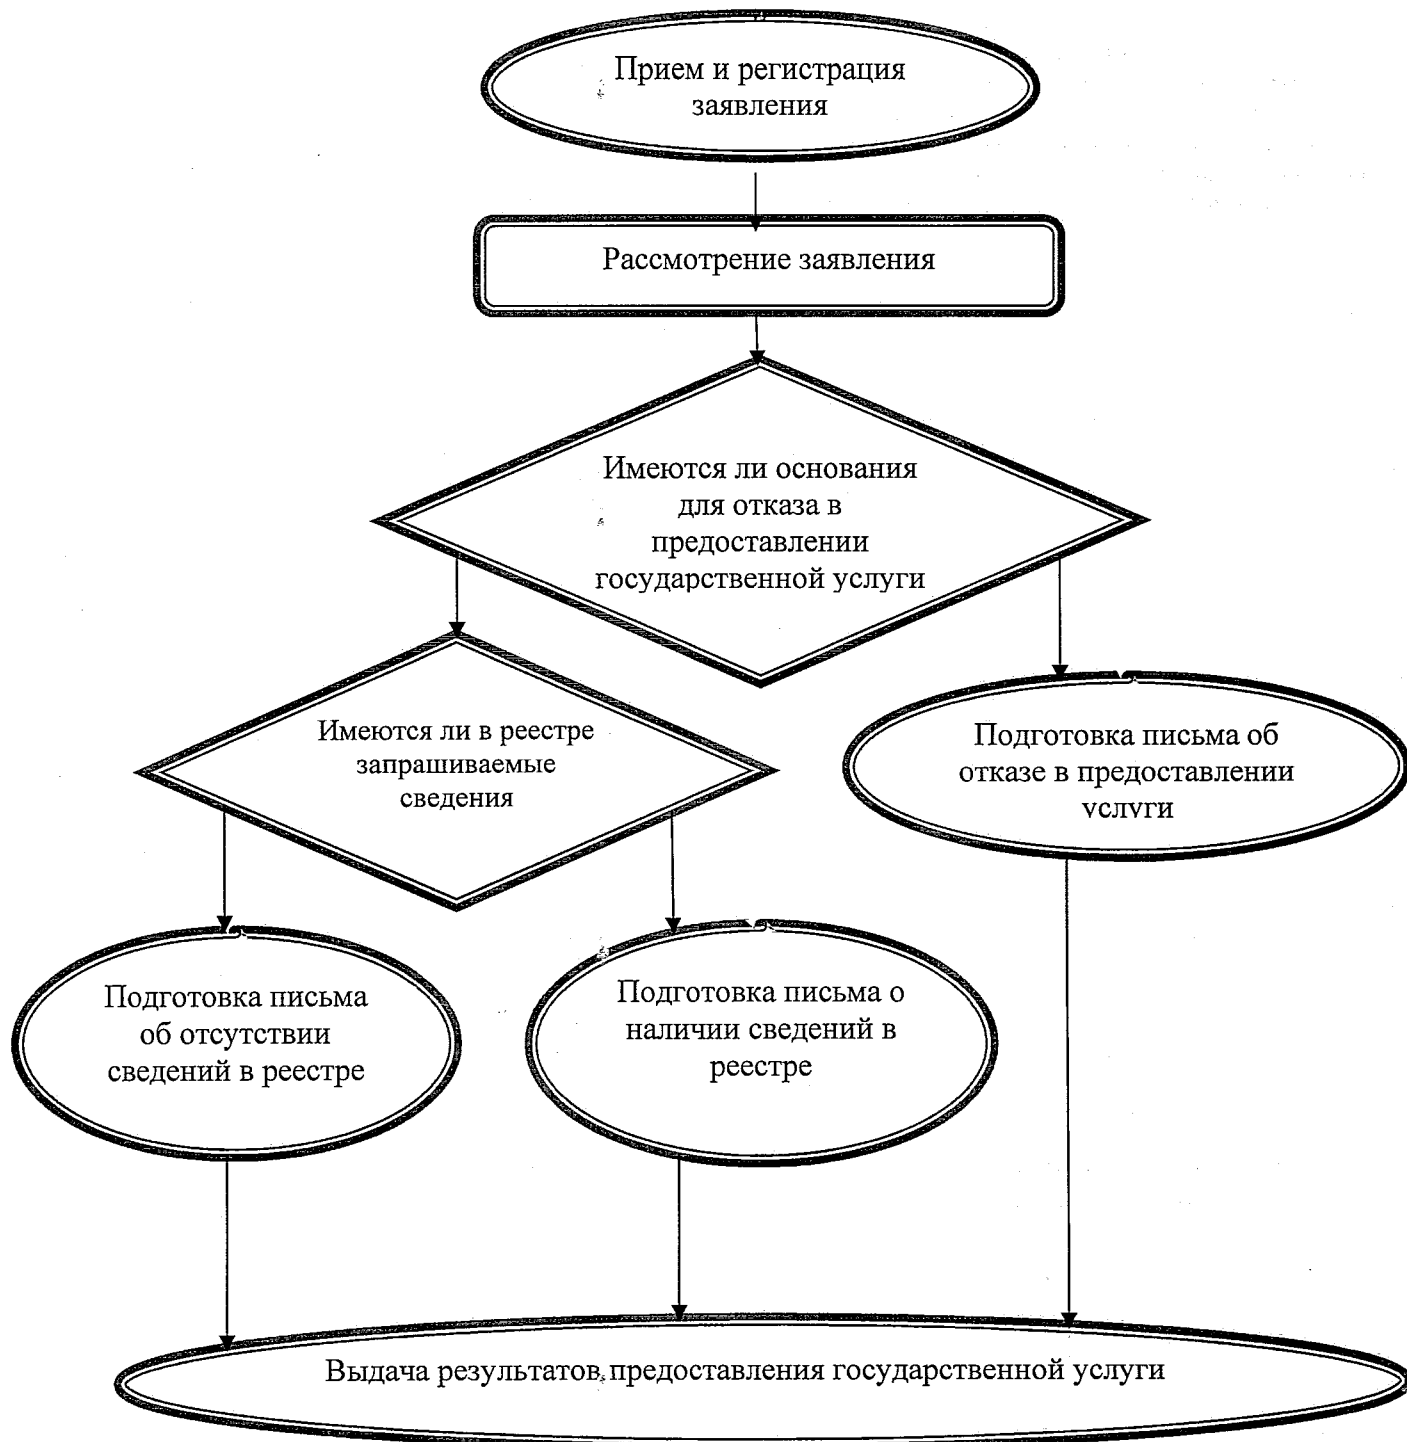 Прием и регистрация
заявления
Рассмотрение заявления
Имеются ли основания
для отказа в
предоставлении
государственной услуги
Имеются ли в реестре
запрашиваемые
сведения
Подготовка письма об
отказе в предоставлении
услуги
Подготовка письма
об отсутствии
сведений в реестре
Подготовка письма о
наличии сведений в
реестре
Выдача результатов предоставления государственной услуги